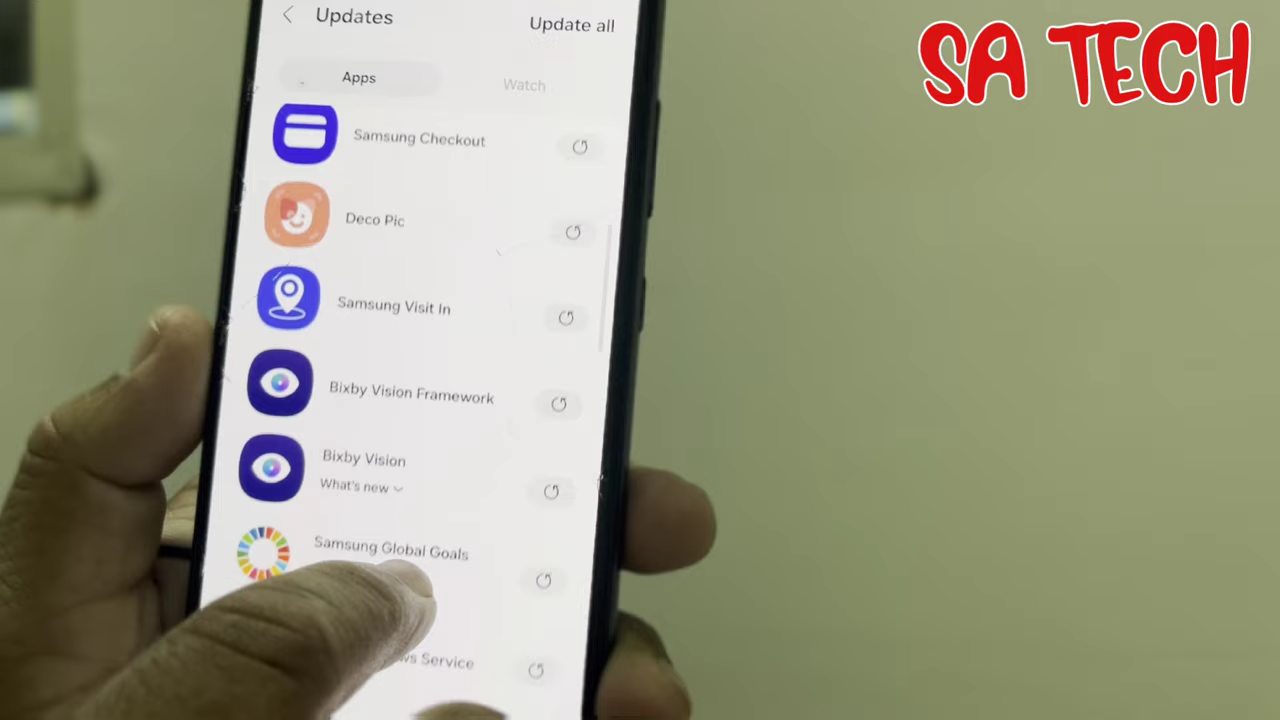 Updates
Update all
SA TECH
Apps
Watch
Samsung Checkout
Deco Pic
Samsung Visit In
Bixby Vision Framework
Bixby Vision
What's new
Samsung Global Goals
Service